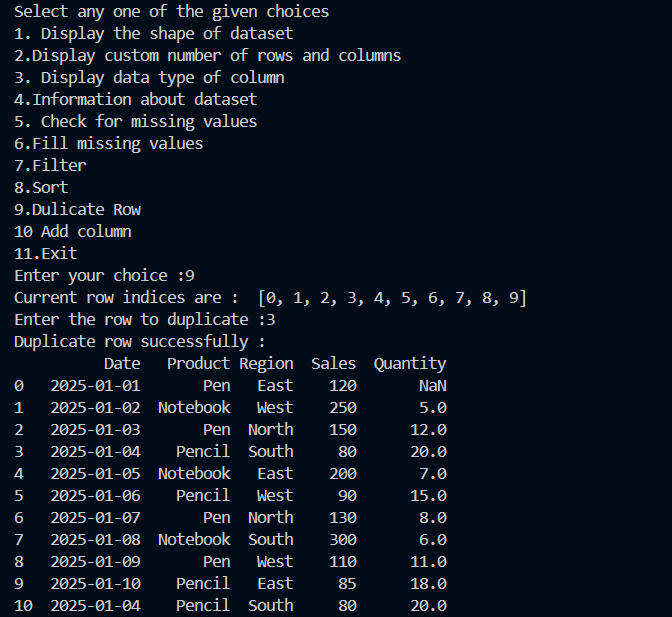 Select any one of the given choices
1. Display the shape of dataset
2.Display custom number of rows and columns
3. Display data type of column
4.Information about dataset
5. Check for missing values
6.Fill missing values
7.Filter
8.Sort
9.Dulicate Row
10 Add column
11.Exit
Enter your choice :9
Current row indices are :  [0, 1, 2, 3, 4, 5, 6, 7, 8, 9]
Enter the row to duplicate :3
Duplicate row successfully :
          Date   Product Region  Sales  Quantity
0   2025-01-01       Pen   East    120       NaN
1   2025-01-02  Notebook   West    250       5.0
2   2025-01-03       Pen  North    150      12.0
3   2025-01-04    Pencil  South     80      20.0
4   2025-01-05  Notebook   East    200       7.0
5   2025-01-06    Pencil   West     90      15.0
6   2025-01-07       Pen  North    130       8.0
7   2025-01-08  Notebook  South    300       6.0
8   2025-01-09       Pen   West    110      11.0
9   2025-01-10    Pencil   East     85      18.0
10  2025-01-04    Pencil  South     80      20.0